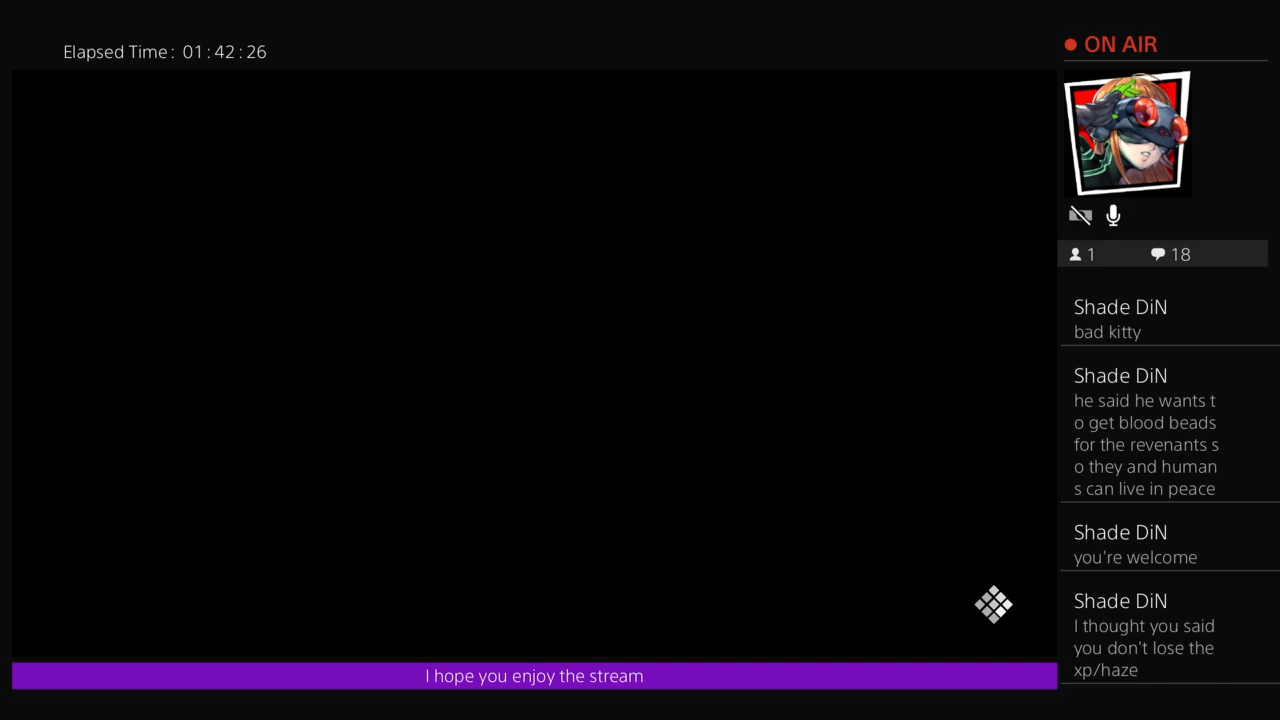 Elapsed Time: 01:42:26
ON AIR
1 18
Shade DiN
bad kitty
Shade DiN
he said he wants t
o get blood beads
for the revenants s
o they and human
s can live in peace
Shade DiN
you're welcome
Shade DiN
I thought you said
you don't lose the
xp/haze
I hope you enjoy the stream